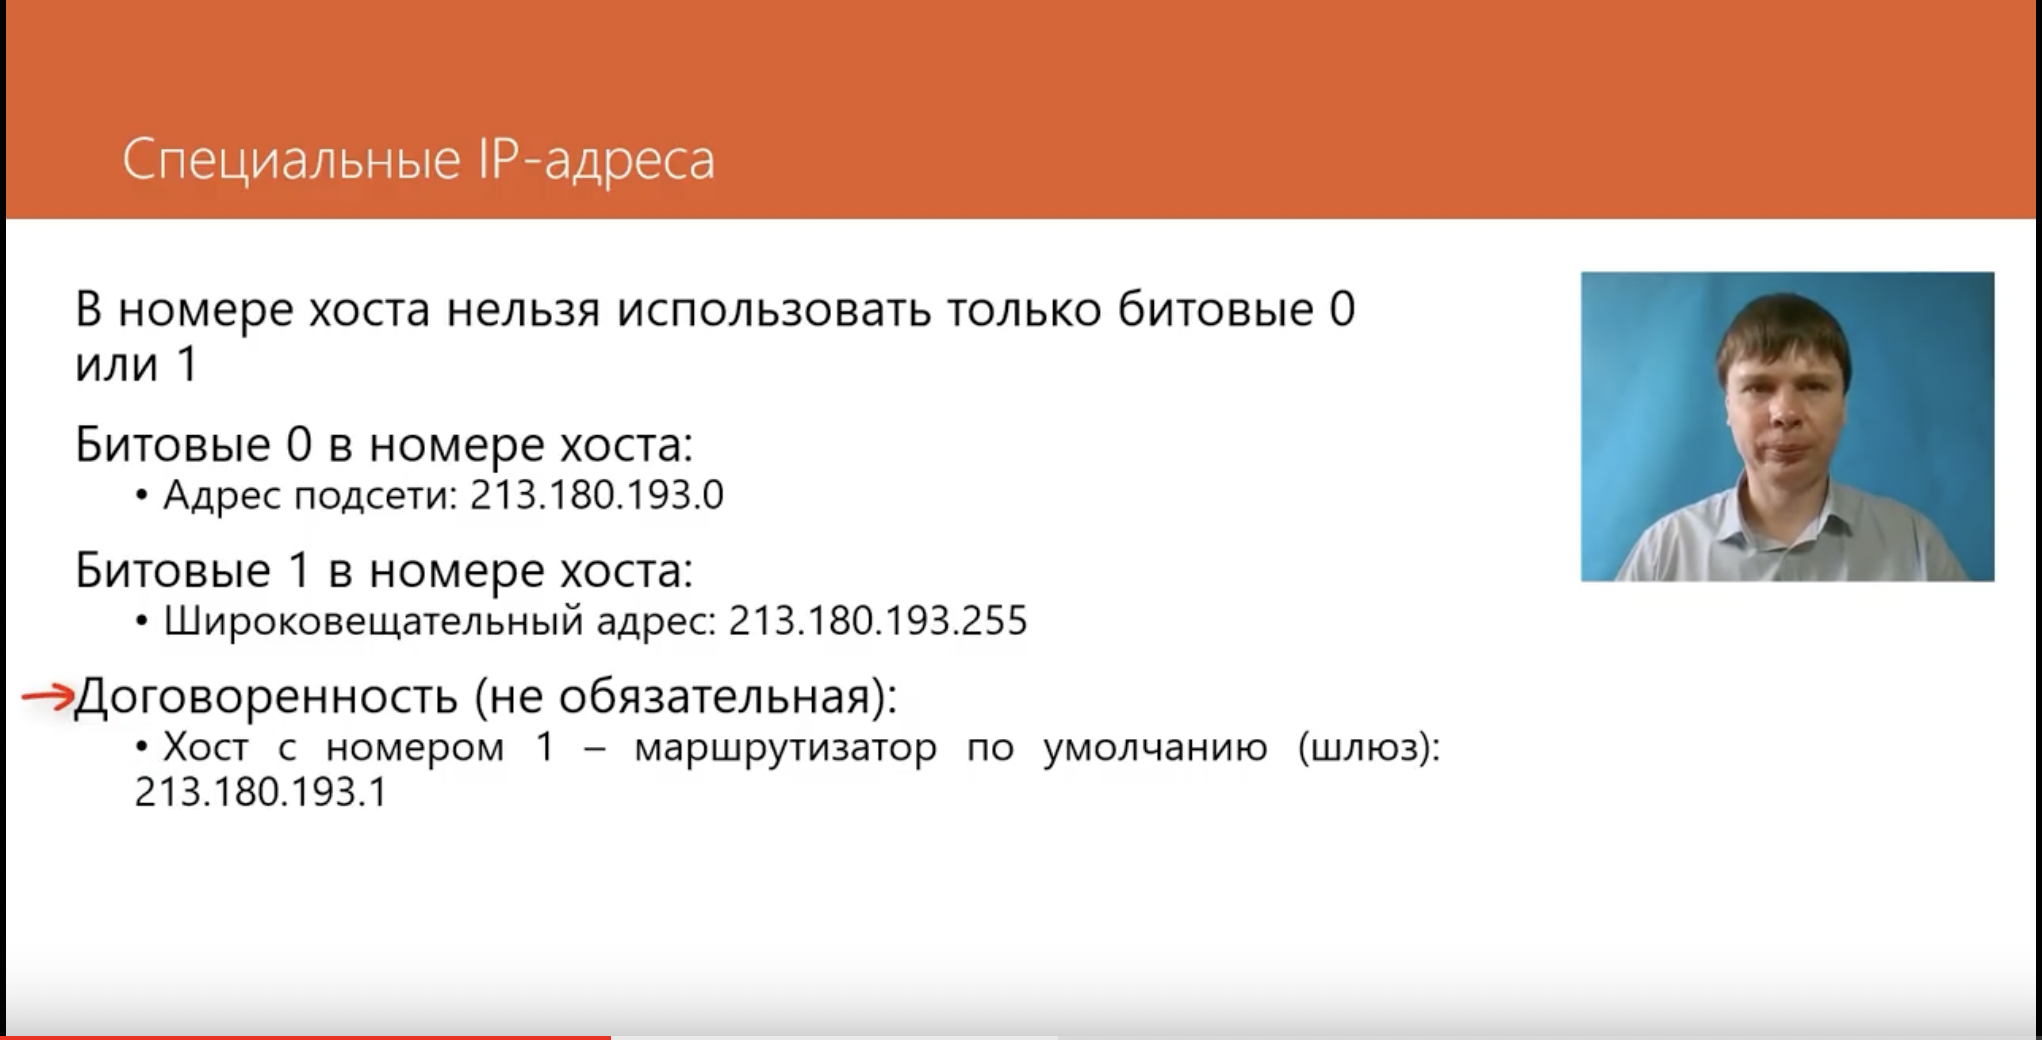 Специальные IP-адреса
В номере хоста нельзя использовать только битовые 0
или 1
Битовые 0 в номере хоста:
• Адрес подсети: 213.180.193.0
Битовые 1 в номере хоста:
• Широковещательный адрес: 213.180.193.255
Договоренность (не обязательная):
• Хост с номером 1 – маршрутизатор по умолчанию (шлюз):
213.180.193.1